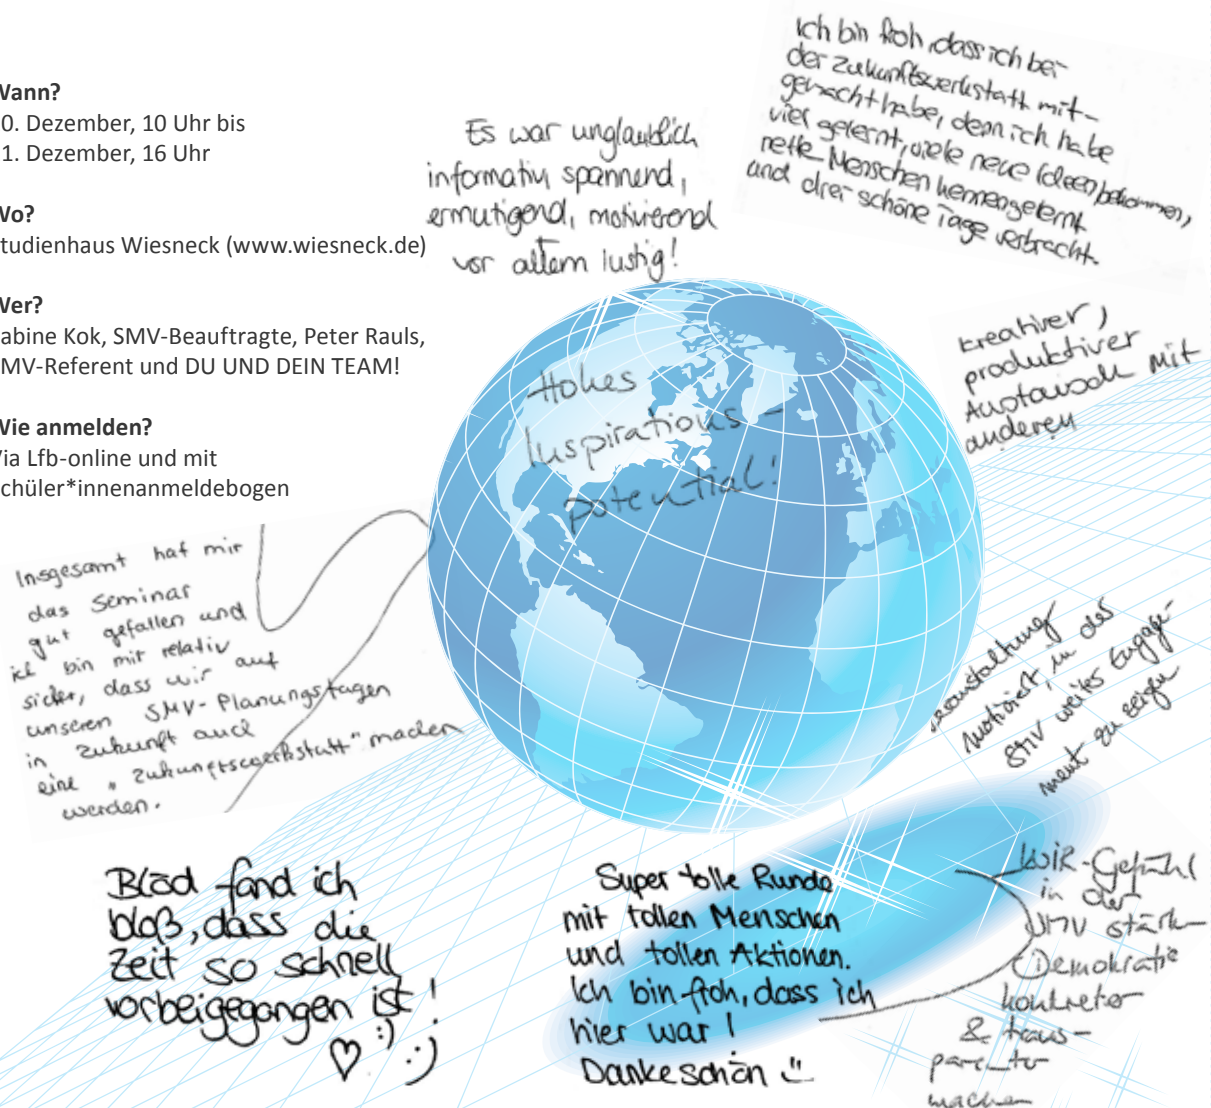 Wann?
0. Dezember, 10 Uhr bis
1. Dezember, 16 Uhr
Wo?
tudienhaus Wiesneck (www.wiesneck.de)
Wer?
abine Kok, SMV-Beauftragte, Peter Rauls,
MV-Referent und DU UND DEIN TEAM!
Wie anmelden?
Via Lfb-online und mit
chüler*innenanmeldebogen
Es war unglaublich
informativ, spannend,
ermutigend, motivierend
vor allem lustig!
Ich bin froh, dass ich bei
der Zukunftswerkstatt mit-
gemacht habe, denn ich habe
viel gelernt, viele neue Ideen bekommen,
nette Menschen kennengelernt
und drei schöne Tage verbracht.
Hohes
Inspirations-
potential!
kreativer,
produktiver
Austausch mit
anderen
Insgesamt hat mir
das Seminar
gut gefallen und
ich bin mir relativ
sicher, dass wir auf
unseren SMV-Planungstagen
in Zukunft auch
eine "Zukunftswerkstatt" machen
werden.
motiviert, in der
SMV weiter Engage-
ment zu zeigen
Blöd fand ich
bloß, dass die
Zeit so schnell
vorbeigegangen ist!
♡ :) :)
Super tolle Runde
mit tollen Menschen
und tollen Aktionen.
Ich bin froh, dass ich
hier war!
Dankeschön
WIR-Gefühl
in der
SMV stärken
Demokratie
konkreter
& trans-
parenter
machen